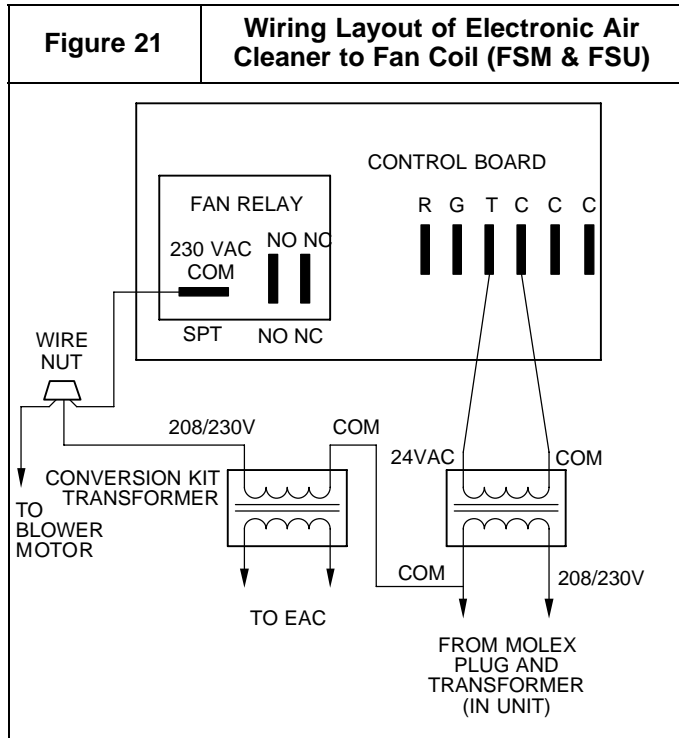 Figure 21
Wiring Layout of Electronic Air
Cleaner to Fan Coil (FSM & FSU)
CONTROL BOARD
FAN RELAY
R G T C C C
230 VAC
COM
NO NC
SPT
NO NC
WIRE
NUT
208/230V
COM
24VAC
COM
CONVERSION KIT
TRANSFORMER
TO
BLOWER
MOTOR
COM
208/230V
TO EAC
FROM MOLEX
PLUG AND
TRANSFORMER
(IN UNIT)